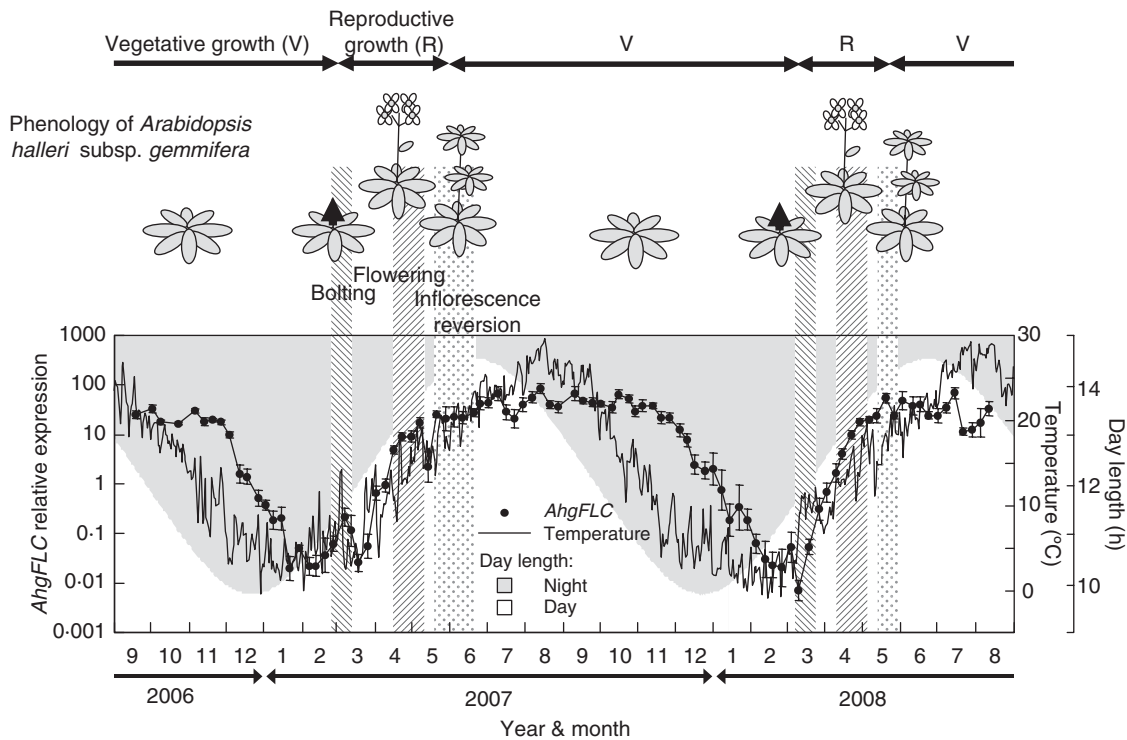 Vegetative growth (V)
Reproductive
growth (R)
V
R
V
Phenology of Arabidopsis
halleri subsp. gemmifera
Flowering
Bolting
Inflorescence
reversion
AhgFLC relative expression
1000
100
10
1
0·1
0·01
0·001
30
20
10
0
Temperature (°C)
14
12
10
Day length (h)
AhgFLC
Temperature
Day length:
Night
Day
9 10 11 12 1 2 3 4 5 6 7 8 9 10 11 12 1 2 3 4 5 6 7 8
2006 2007 2008
Year & month